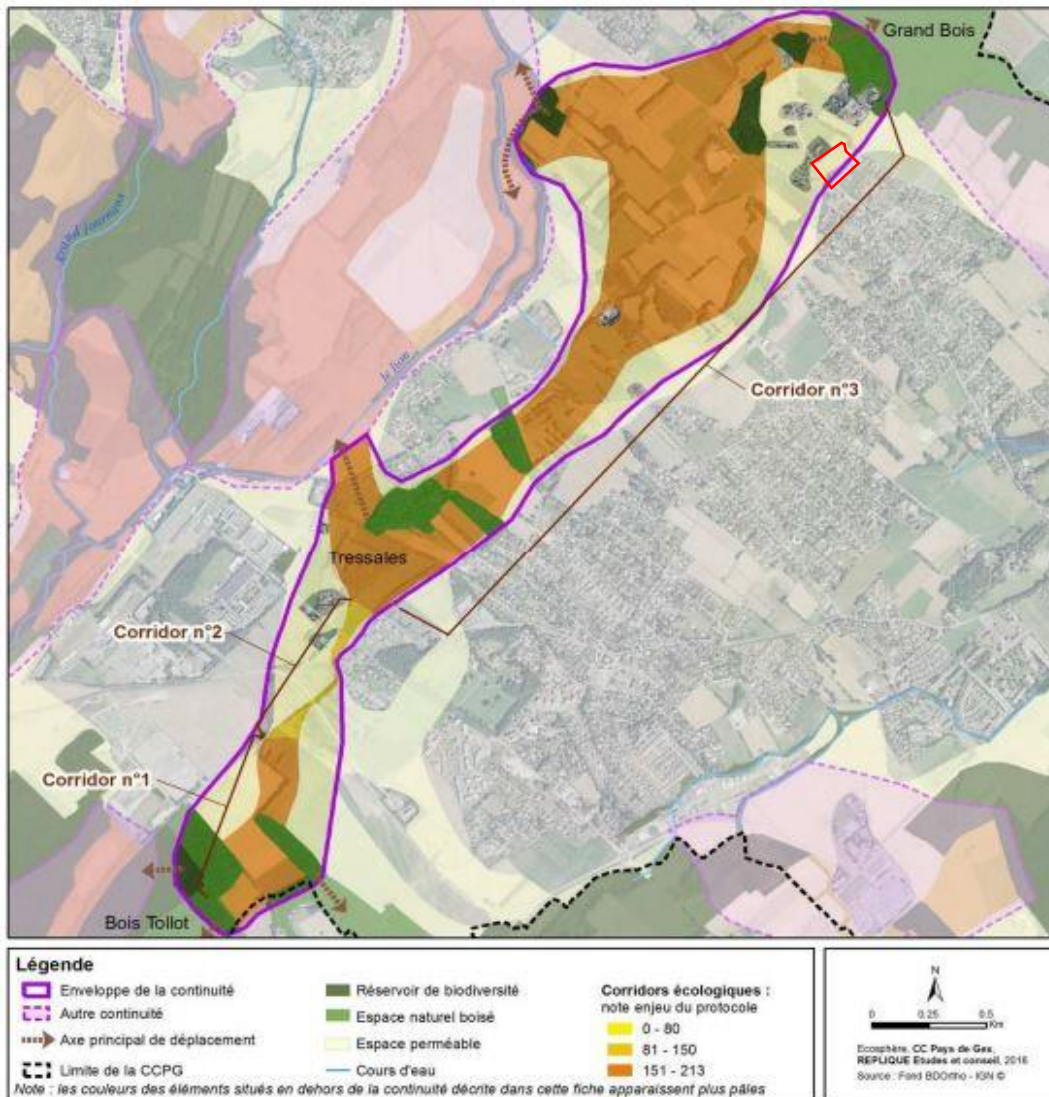 Grand Bois
grand Journans
le lion
Corridor n°3
Tressales
Corridor n°2
Corridor n°1
Bois Tollot
Légende
Enveloppe de la continuité
Autre continuité
Axe principal de déplacement
Limite de la CCPG
Réservoir de biodiversité
Espace naturel boisé
Espace perméable
Cours d'eau
Corridors écologiques :
note enjeu du protocole
0 - 80
81 - 150
151 - 213
Note : les couleurs des éléments situés en dehors de la continuité décrite dans cette fiche apparaissent plus pâles
N
0 0.25 0.5
Km
Ecosphère, CC Pays de Gex,
REPLIQUE Etudes et conseil, 2016
Source : Fond BDOrtho - IGN ©